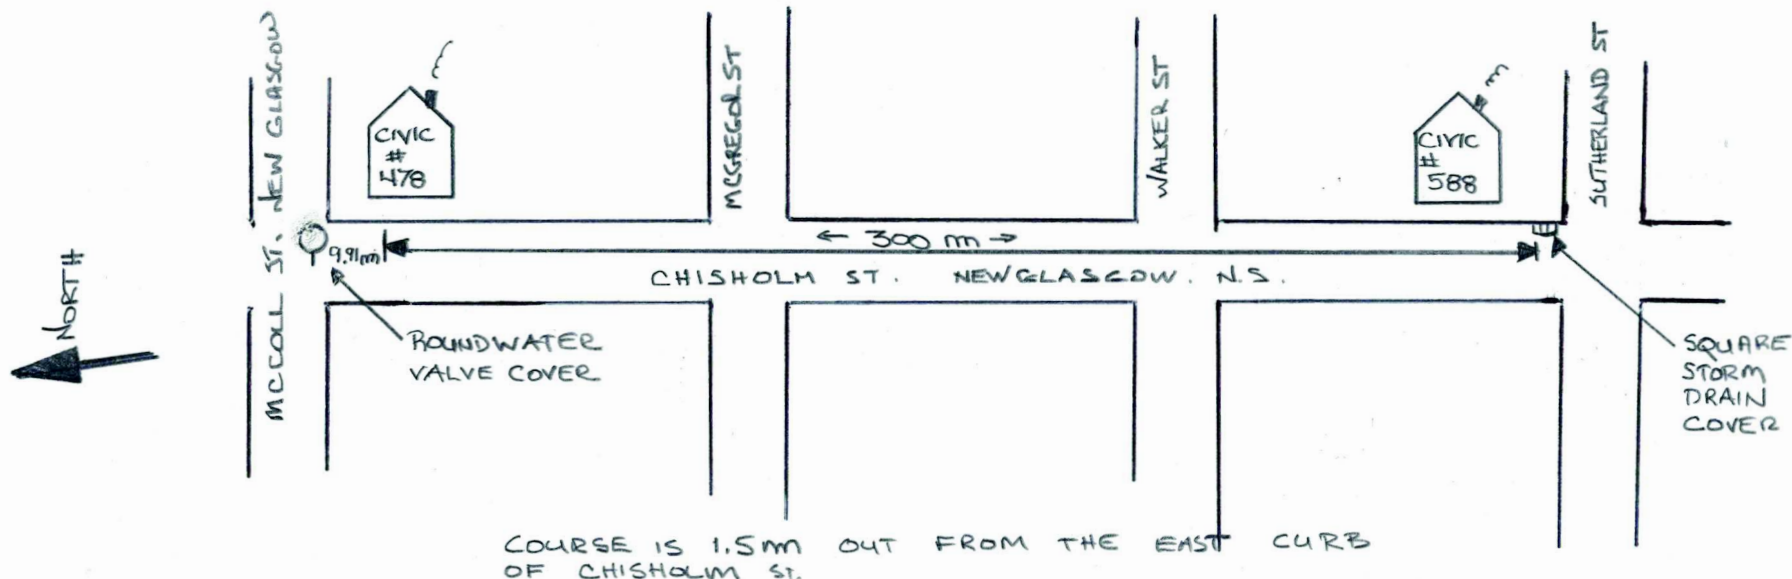 NORTH
MCCOLL ST. NEW GLASGOW
CIVIC
#
478
MCGREGOR ST
WALKER ST
CIVIC
#
588
SUTHERLAND ST
9.91m
← 300 m →
CHISHOLM ST. NEW GLASGOW. N.S.
ROUND WATER
VALVE COVER
SQUARE
STORM
DRAIN
COVER
COURSE IS 1.5m OUT FROM THE EAST CURB
OF CHISHOLM ST.